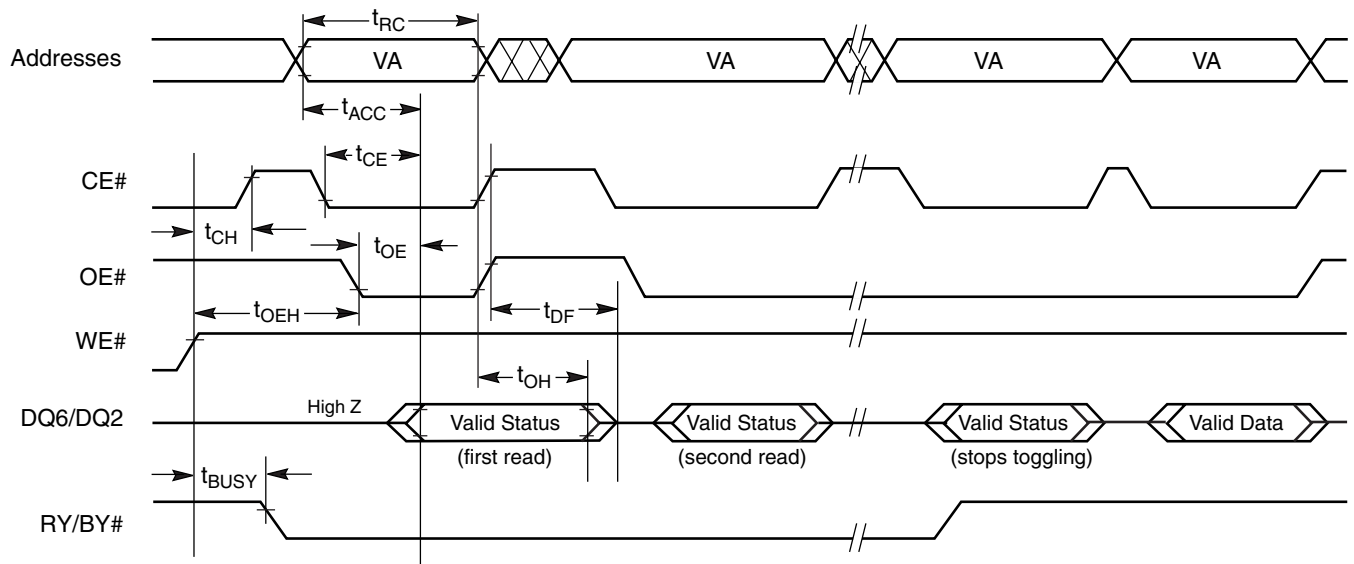 tRC
Addresses VA VA VA VA
tACC
tCE
CE#
tCH tOE
OE#
tOEH tDF
WE#
tOH
High Z
DQ6/DQ2 Valid Status Valid Status Valid Status Valid Data
(first read) (second read) (stops toggling)
tBUSY
RY/BY#